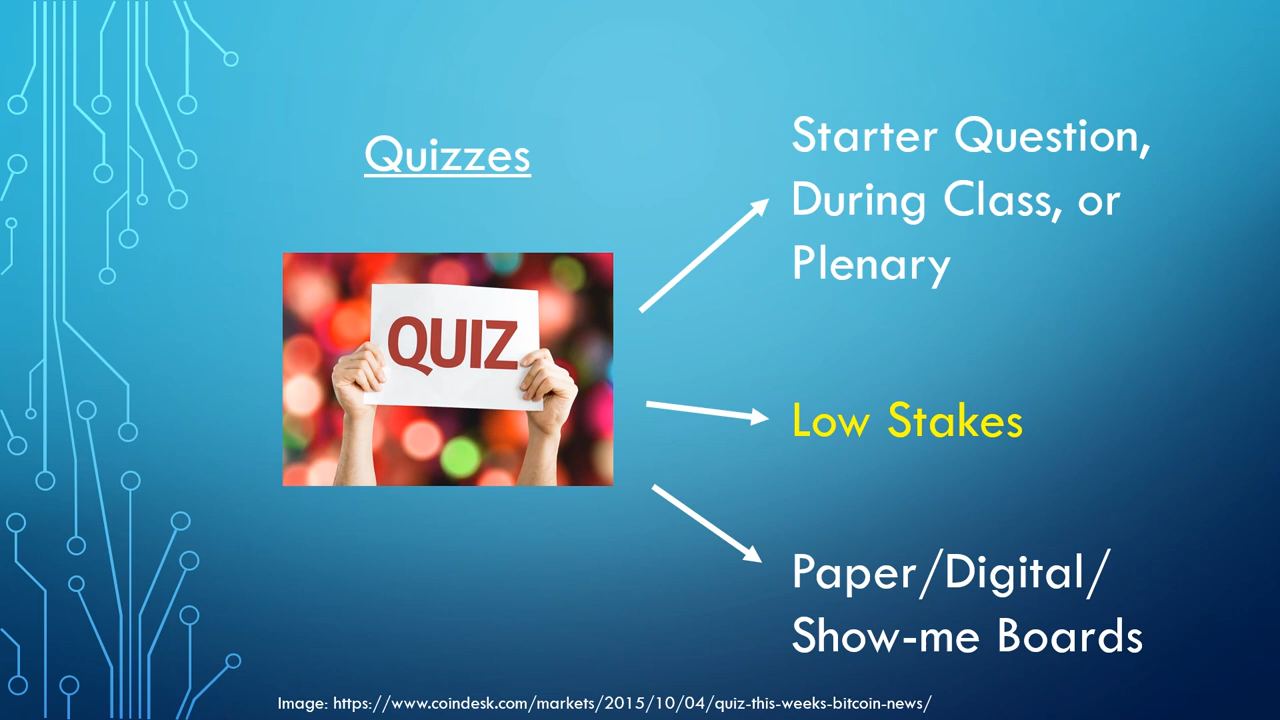 Quizzes
QUIZ
Starter Question,
During Class, or
Plenary
Low Stakes
Paper/Digital/
Show-me Boards
Image: https://www.coindesk.com/markets/2015/10/04/quiz-this-weeks-bitcoin-news/